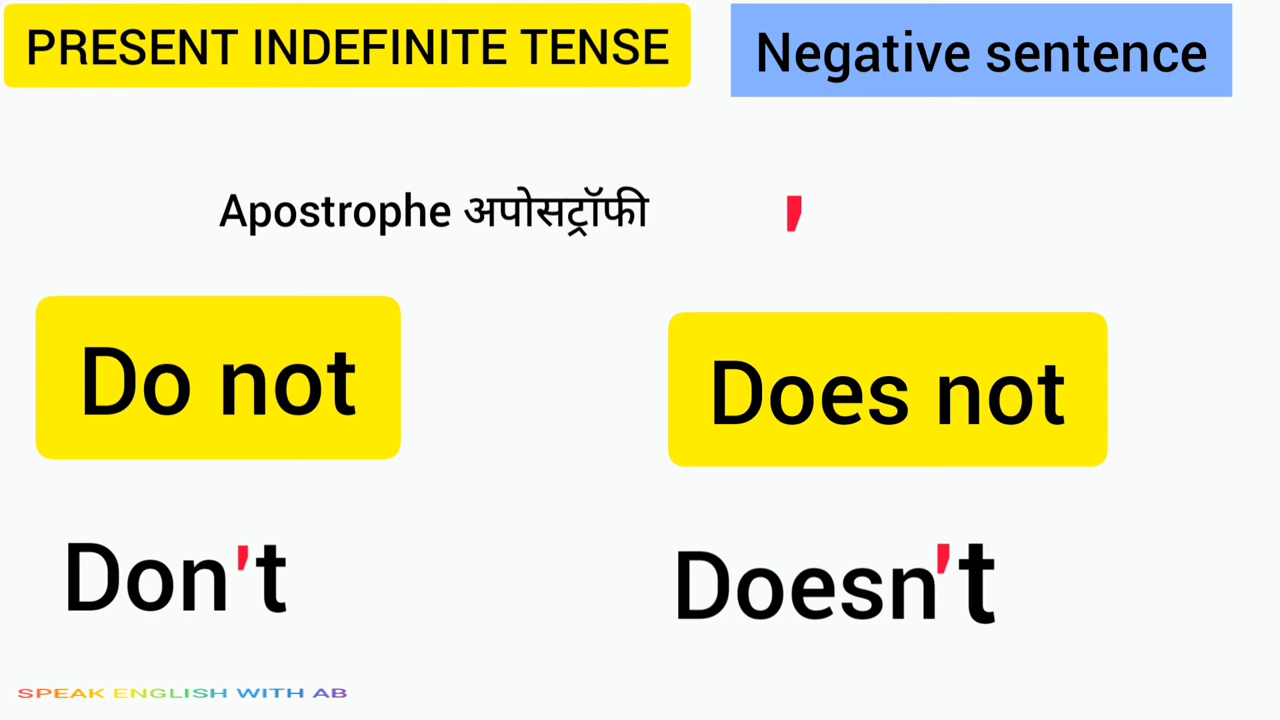 PRESENT INDEFINITE TENSE
Negative sentence
Apostrophe अपोसट्रॉफी '
Do not
Does not
Don't
Doesn't
SPEAK ENGLISH WITH AB